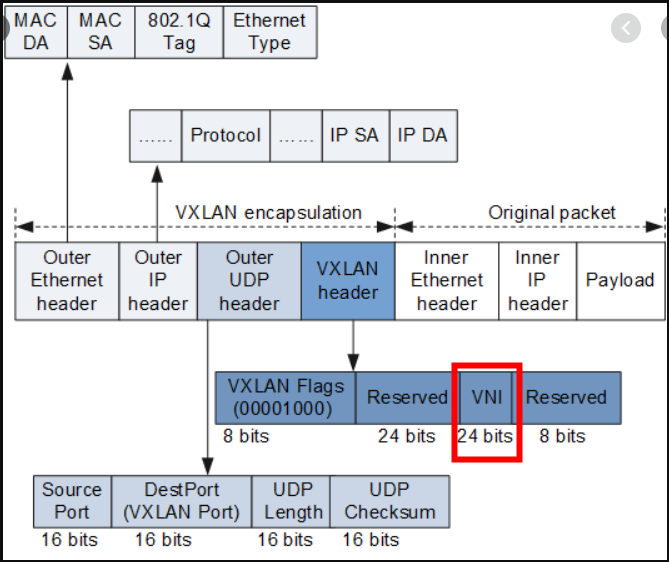 MAC DA MAC SA 802.1Q Tag Ethernet Type
...... Protocol ...... IP SA IP DA
VXLAN encapsulation Original packet
Outer Ethernet header Outer IP header Outer UDP header VXLAN header Inner Ethernet header Inner IP header Payload
VXLAN Flags (00001000) Reserved VNI Reserved
8 bits 24 bits 24 bits 8 bits
Source Port DestPort (VXLAN Port) UDP Length UDP Checksum
16 bits 16 bits 16 bits 16 bits